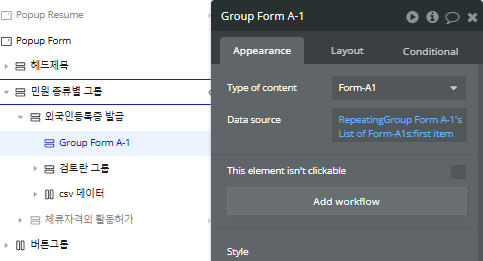 Popup Resume
Popup Form
헤드제목
민원 종류별 그룹
외국인등록증 발급
Group Form A-1
검토란 그룹
csv 데이터
체류자격외 활동허가
버튼그룹
Group Form A-1
Appearance
Layout
Conditional
Type of content
Form-A1
Data source
RepeatingGroup Form A-1's
List of Form-A1s:first item
This element isn't clickable
Add workflow
Style